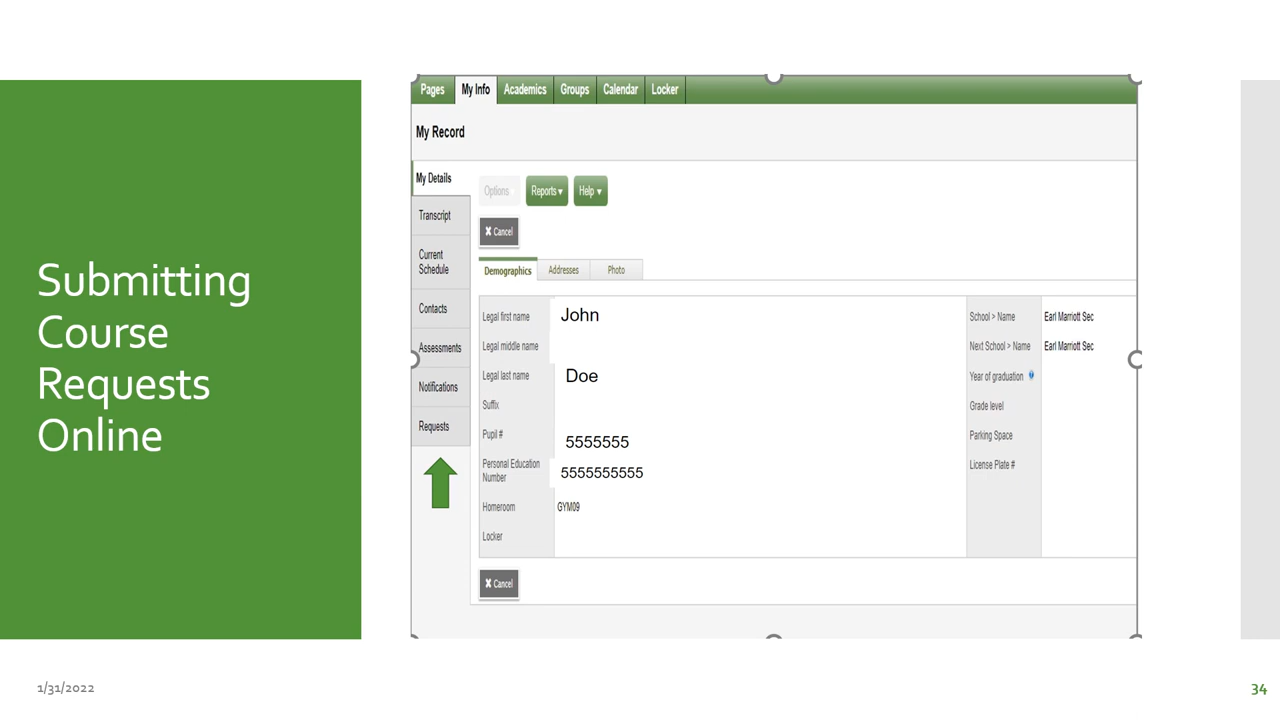 Submitting
Course
Requests
Online
Pages My Info Academics Groups Calendar Locker
My Record
My Details
Transcript
Current
Schedule
Contacts
Assessments
Notifications
Requests
Options Reports Help
Cancel
Demographics Addresses Photo
Legal first name John
Legal middle name
Legal last name Doe
Suffix
Pupil # 5555555
Personal Education
Number 5555555555
Homeroom GYM09
Locker
School > Name Earl Marriott Sec
Next School > Name Earl Marriott Sec
Year of graduation
Grade level
Parking Space
License Plate #
Cancel
1/31/2022
34